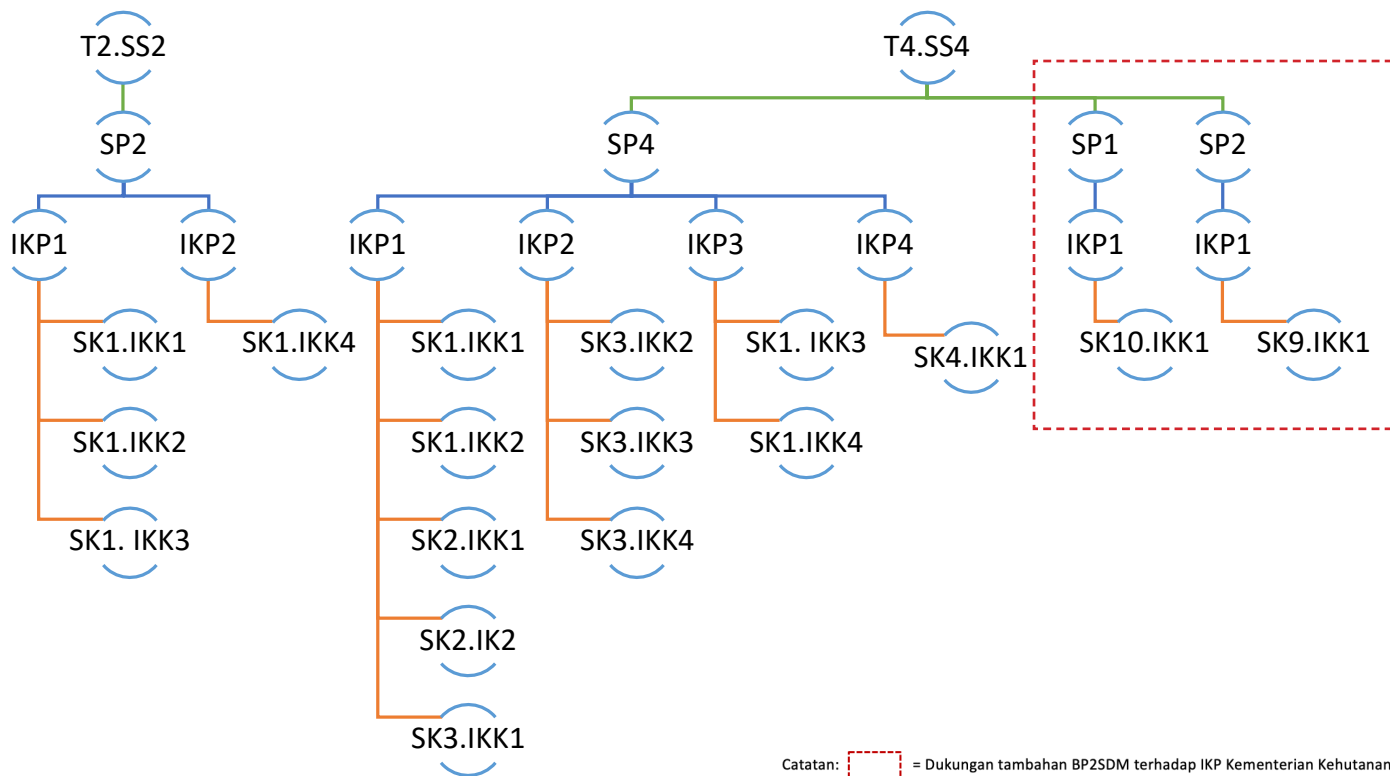 T2.SS2
T4.SS4
SP2
SP4
SP1
SP2
IKP1
IKP2
IKP1
IKP2
IKP3
IKP4
IKP1
IKP1
SK1.IKK1
SK1.IKK4
SK1.IKK1
SK3.IKK2
SK1. IKK3
SK4.IKK1
SK10.IKK1
SK9.IKK1
SK1.IKK2
SK1.IKK2
SK3.IKK3
SK1.IKK4
SK1. IKK3
SK2.IKK1
SK3.IKK4
SK2.IK2
SK3.IKK1
Catatan: = Dukungan tambahan BP2SDM terhadap IKP Kementerian Kehutanan